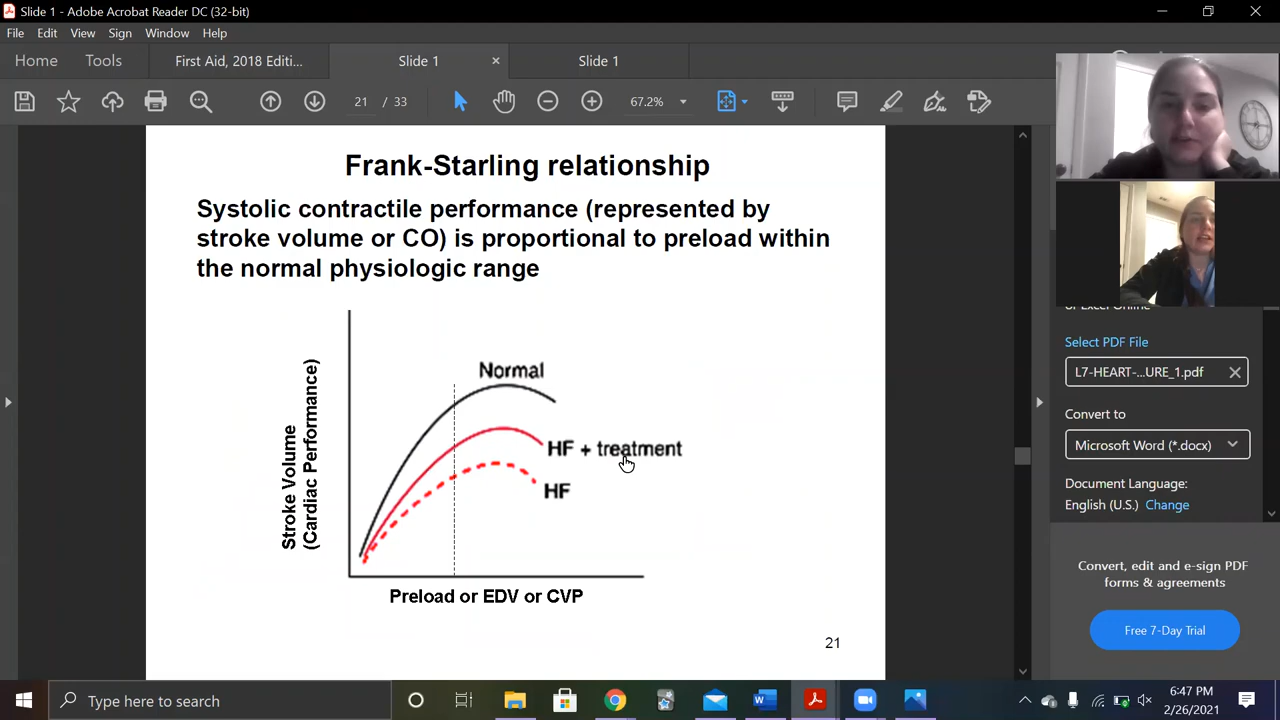 Slide 1 - Adobe Acrobat Reader DC (32-bit)
File Edit View Sign Window Help
Home Tools First Aid, 2018 Editi... Slide 1 × Slide 1
21 / 33 67.2%
Frank-Starling relationship
Systolic contractile performance (represented by
stroke volume or CO) is proportional to preload within
the normal physiologic range
Stroke Volume
(Cardiac Performance)
Normal
HF + treatment
HF
Preload or EDV or CVP
21
Select PDF File
L7-HEART-...URE_1.pdf
Convert to
Microsoft Word (*.docx)
Document Language:
English (U.S.) Change
Convert, edit and e-sign PDF
forms & agreements
Free 7-Day Trial
Type here to search
6:47 PM
2/26/2021